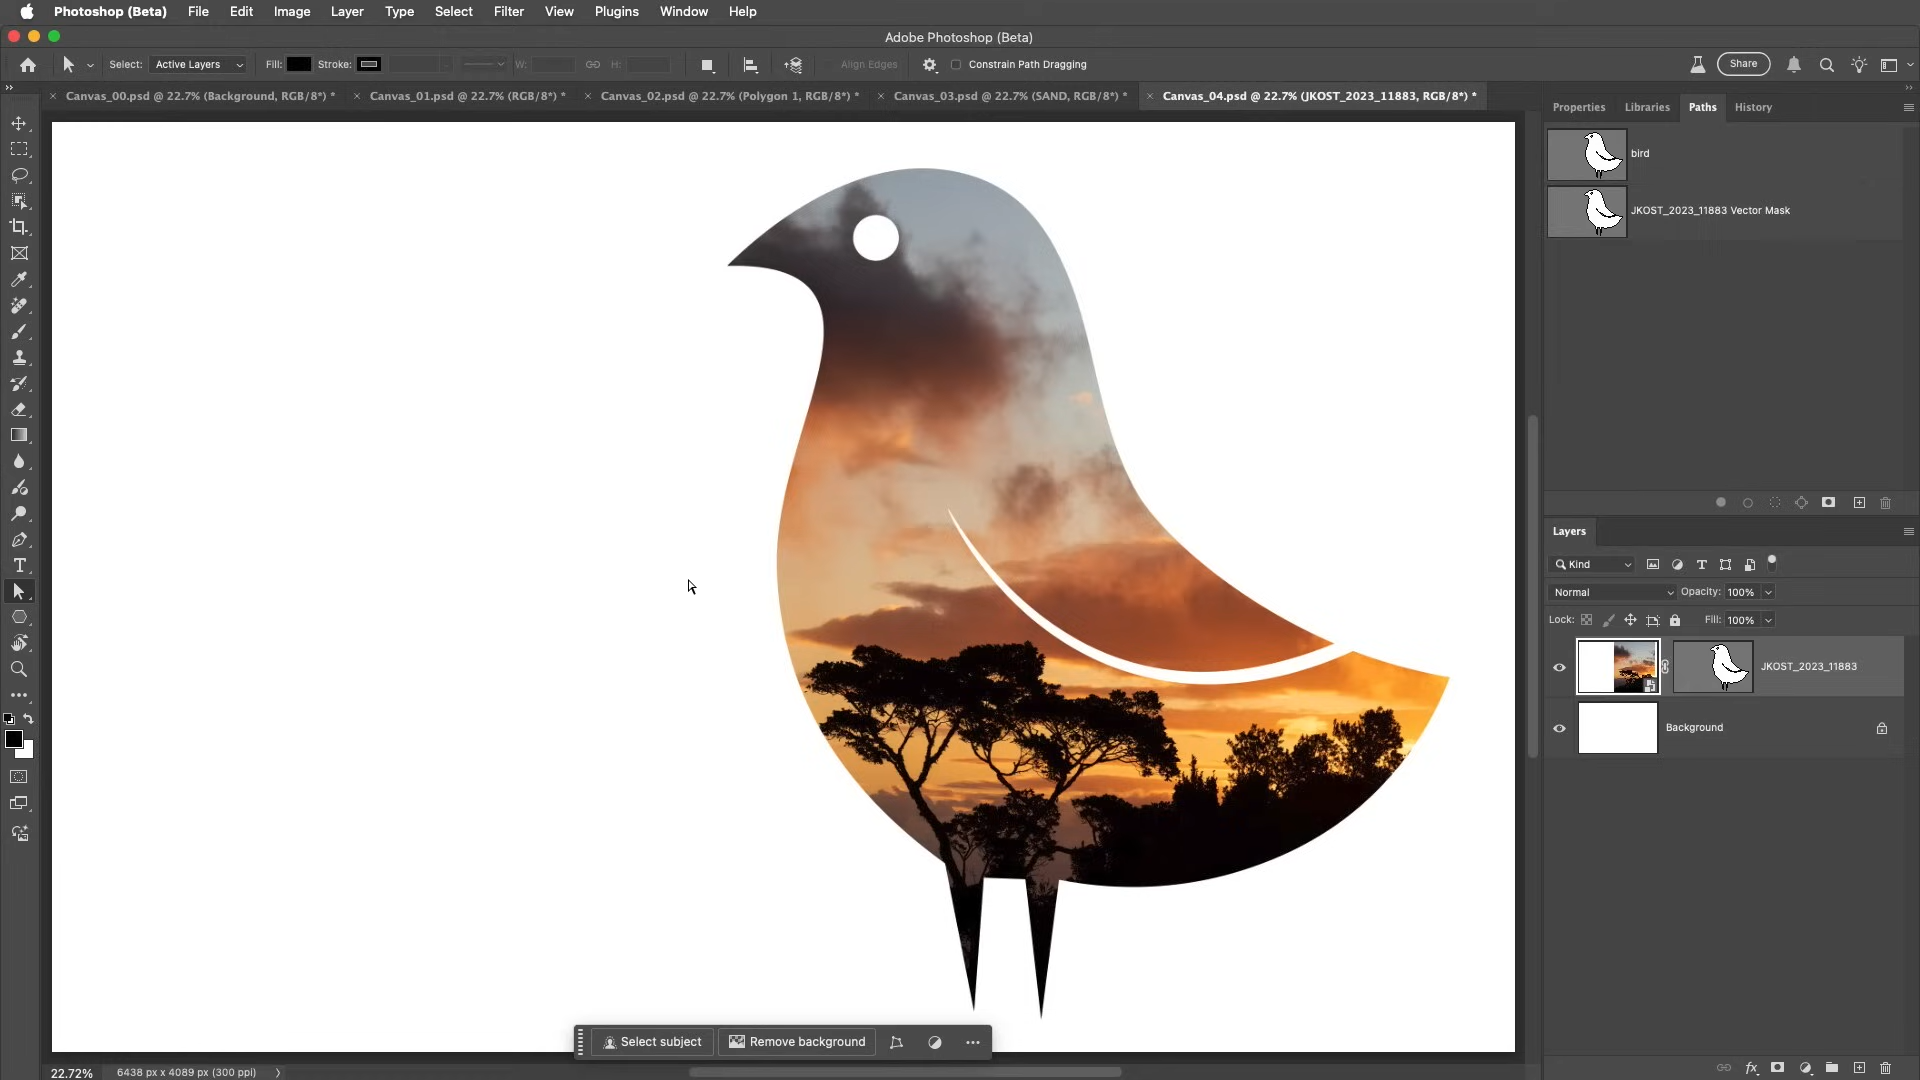 Photoshop (Beta) File Edit Image Layer Type Select Filter View Plugins Window Help
Adobe Photoshop (Beta)
Select: Active Layers Fill: Stroke: W: H: Align Edges Constrain Path Dragging Share
Canvas_00.psd @ 22.7% (Background, RGB/8*) * Canvas_01.psd @ 22.7% (RGB/8*) * Canvas_02.psd @ 22.7% (Polygon 1, RGB/8*) * Canvas_03.psd @ 22.7% (SAND, RGB/8*) * Canvas_04.psd @ 22.7% (JKOST_2023_11883, RGB/8*) *
Properties Libraries Paths History
bird
JKOST_2023_11883 Vector Mask
Layers
Kind
Normal Opacity: 100%
Lock: Fill: 100%
JKOST_2023_11883
Background
Select subject Remove background
22.72% 6438 px x 4089 px (300 ppi)